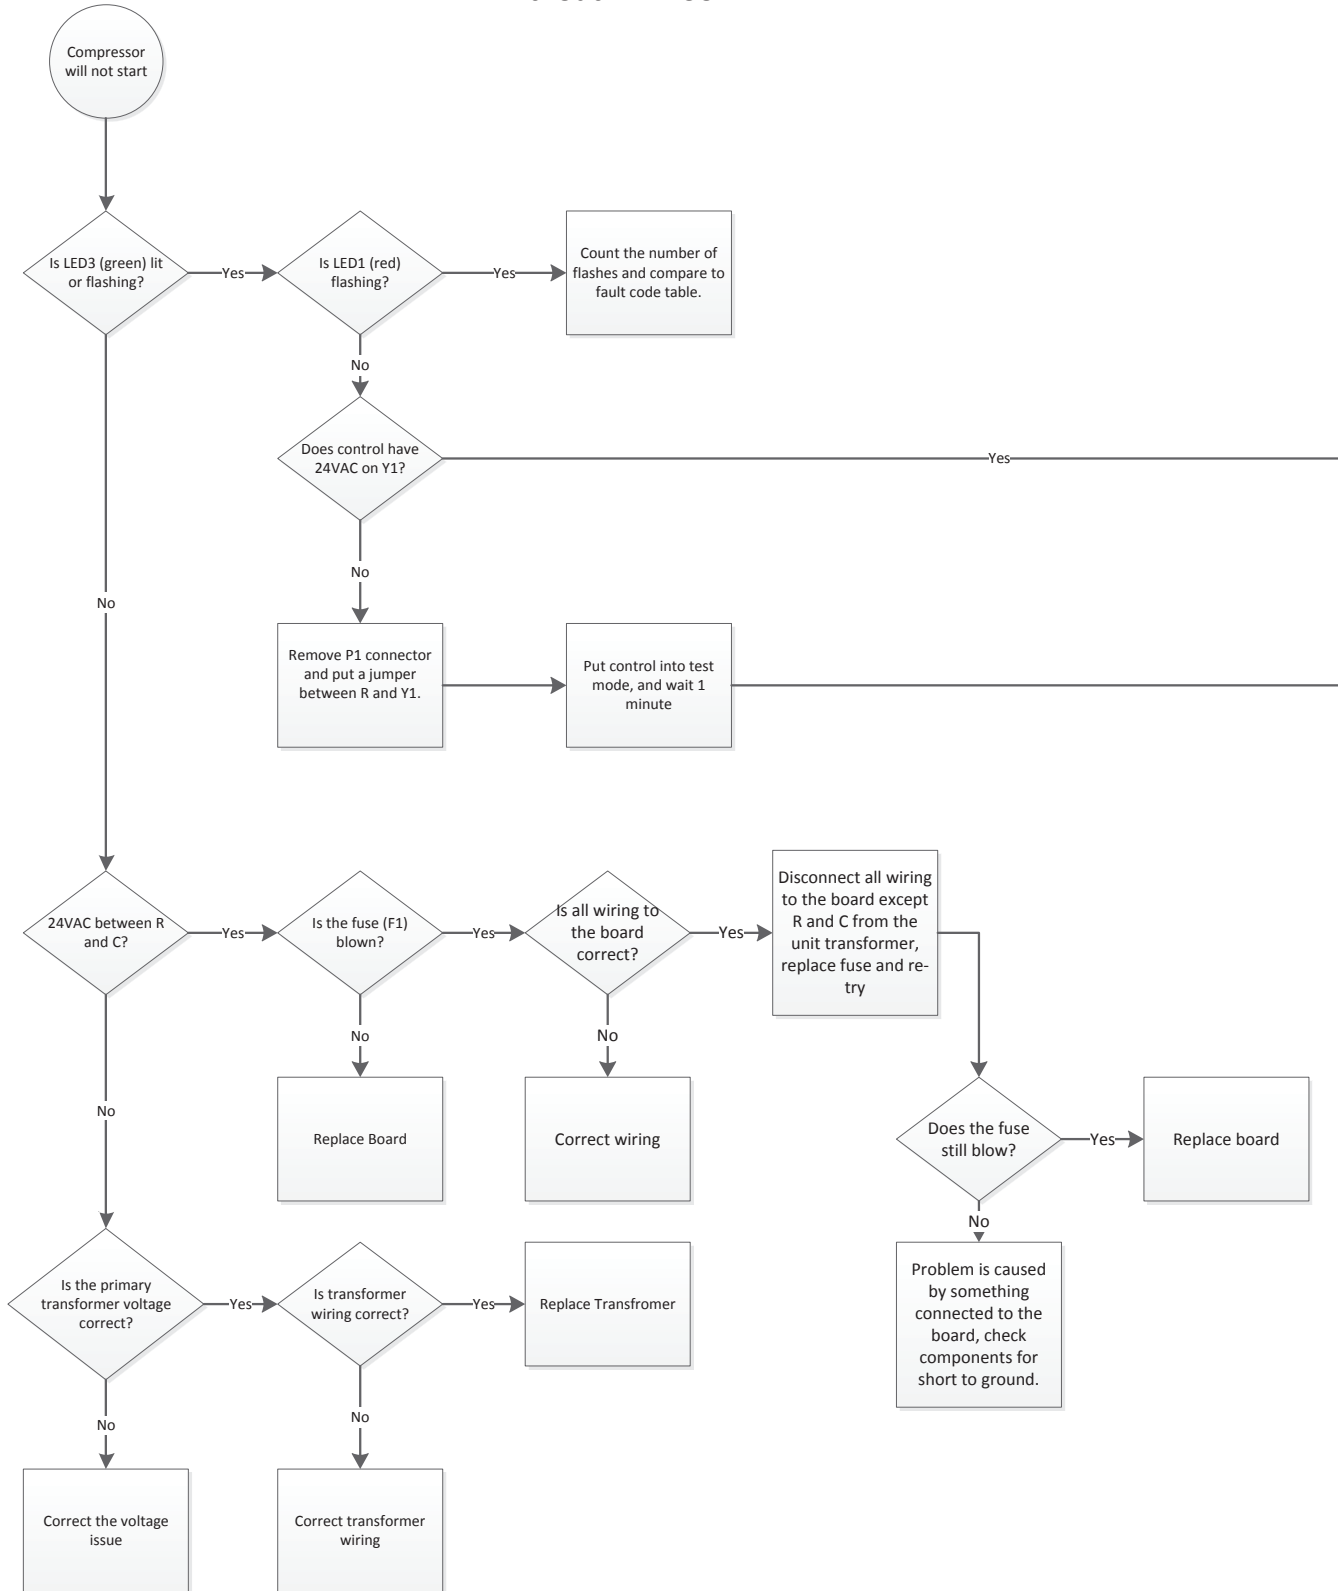 Compressor
will not start
Is LED3 (green) lit
or flashing?
Yes
Is LED1 (red)
flashing?
Yes
Count the number of
flashes and compare to
fault code table.
No
Does control have
24VAC on Y1?
Yes
No
No
Remove P1 connector
and put a jumper
between R and Y1.
Put control into test
mode, and wait 1
minute
24VAC between R
and C?
Yes
Is the fuse (F1)
blown?
Yes
Is all wiring to
the board
correct?
Yes
Disconnect all wiring
to the board except
R and C from the
unit transformer,
replace fuse and re-
try
No
No
No
Replace Board
Correct wiring
Does the fuse
still blow?
Yes
Replace board
No
Is the primary
transformer voltage
correct?
Yes
Is transformer
wiring correct?
Yes
Replace Transfromer
Problem is caused
by something
connected to the
board, check
components for
short to ground.
No
No
Correct the voltage
issue
Correct transformer
wiring